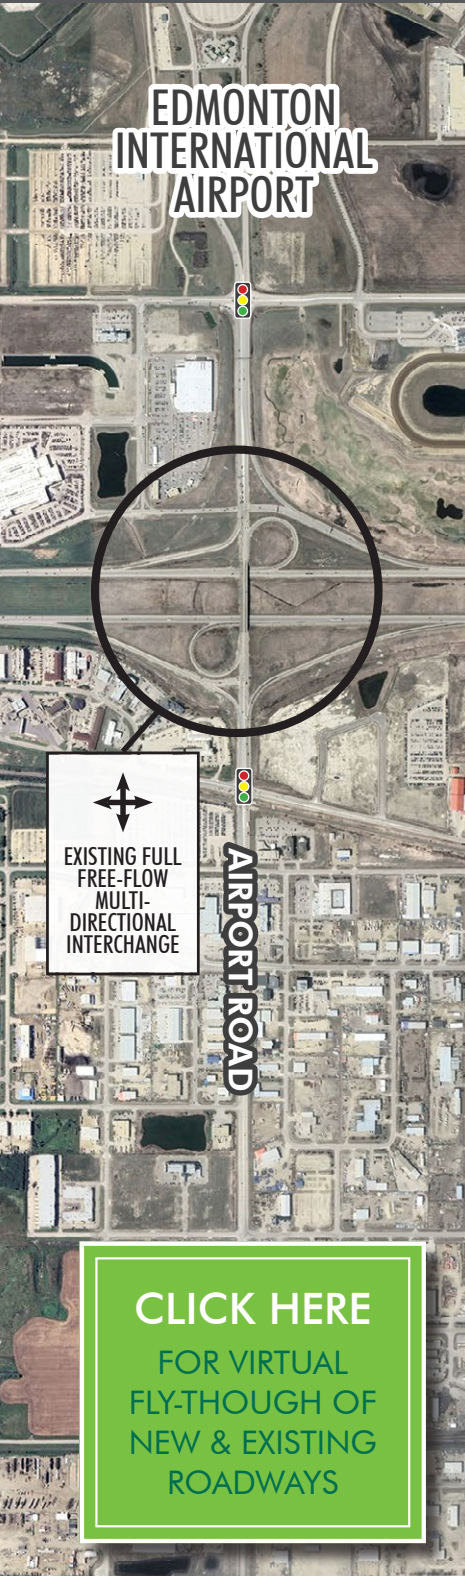 EDMONTON
INTERNATIONAL
AIRPORT
EXISTING FULL
FREE-FLOW
MULTI-
DIRECTIONAL
INTERCHANGE
AIRPORT ROAD
CLICK HERE
FOR VIRTUAL
FLY-THOUGH OF
NEW & EXISTING
ROADWAYS